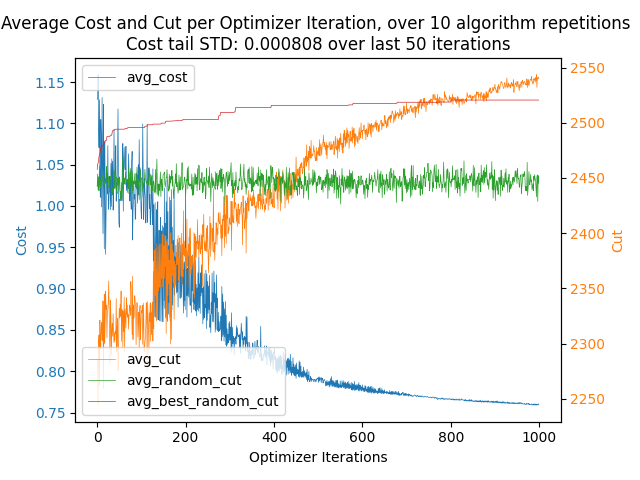 Average Cost and Cut per Optimizer Iteration, over 10 algorithm repetitions
Cost tail STD: 0.000808 over last 50 iterations
avg_cost
1.15
1.10
1.05
1.00
0.95
0.90
0.85
0.80
0.75
Cost
2550
2500
2450
2400
2350
2300
2250
Cut
avg_cut
avg_random_cut
avg_best_random_cut
0
200
400
600
800
1000
Optimizer Iterations